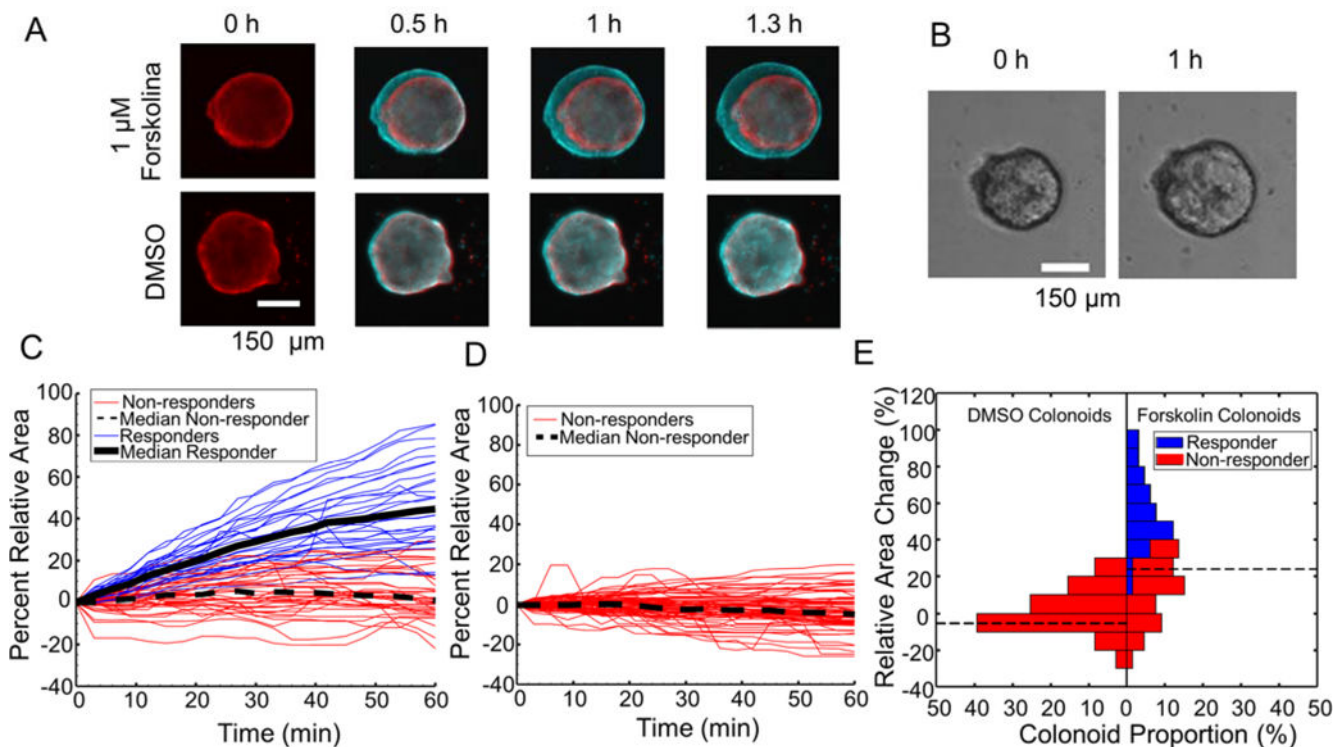 A
0 h
0.5 h
1 h
1.3 h
1 µM
Forskolina
DMSO
150 µm
B
0 h
1 h
150 µm
C
Percent Relative Area
100
80
60
40
20
0
-20
-40
Non-responders
Median Non-responder
Responders
Median Responder
0
10
20
30
40
50
60
Time (min)
D
Percent Relative Area
100
80
60
40
20
0
-20
-40
Non-responders
Median Non-responder
0
10
20
30
40
50
60
Time (min)
E
Relative Area Change (%)
120
100
80
60
40
20
0
-20
-40
DMSO Colonoids
Forskolin Colonoids
Responder
Non-responder
50 40 30 20 10 0 10 20 30 40 50
Colonoid Proportion (%)